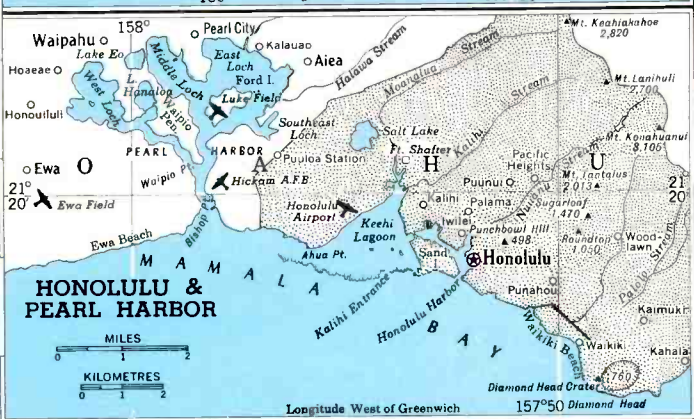 158°
Pearl City
Waipahu
Kalauao
Lake Eo
Middle Loch
East Loch
Ford I.
Aiea
Halawa Stream
Moanalua Stream
Mt. Keahiakahoe
2,820
Hoaeae
West Loch
L. Hanaloa
Luke Field
Mt. Lanihuli
2,700
Honouliuli
Waipio Pen.
Southeast Loch
Salt Lake
Kalihi Stream
Mt. Konahuanui
3,105
PEARL HARBOR
Puuloa Station
Ft. Shafter
Pacific Heights
Nuuanu Stream
OAHU
Ewa
Waipio Pt.
Hickam A.F.B.
Puunui
Mt. Tantalus
2,013
21°
20'
21°
20'
Ewa Field
Honolulu Airport
Kalihi
Palama
Sugarloaf
1,470
Iwilei
Punchbowl Hill
498
Roundtop
1,050
Woodlawn
Bishop Pt.
Keehi Lagoon
Ewa Beach
Ahua Pt.
Sand I.
Honolulu
Palolo Stream
MAMALA BAY
HONOLULU &
PEARL HARBOR
Kalihi Entrance
Honolulu Harbor
Punahou
Kaimuki
MILES
0 1 2
Waikiki Beach
Waikiki
Kahala
KILOMETRES
0 1 2
760
Diamond Head Crater
Longitude West of Greenwich
157°50
Diamond Head